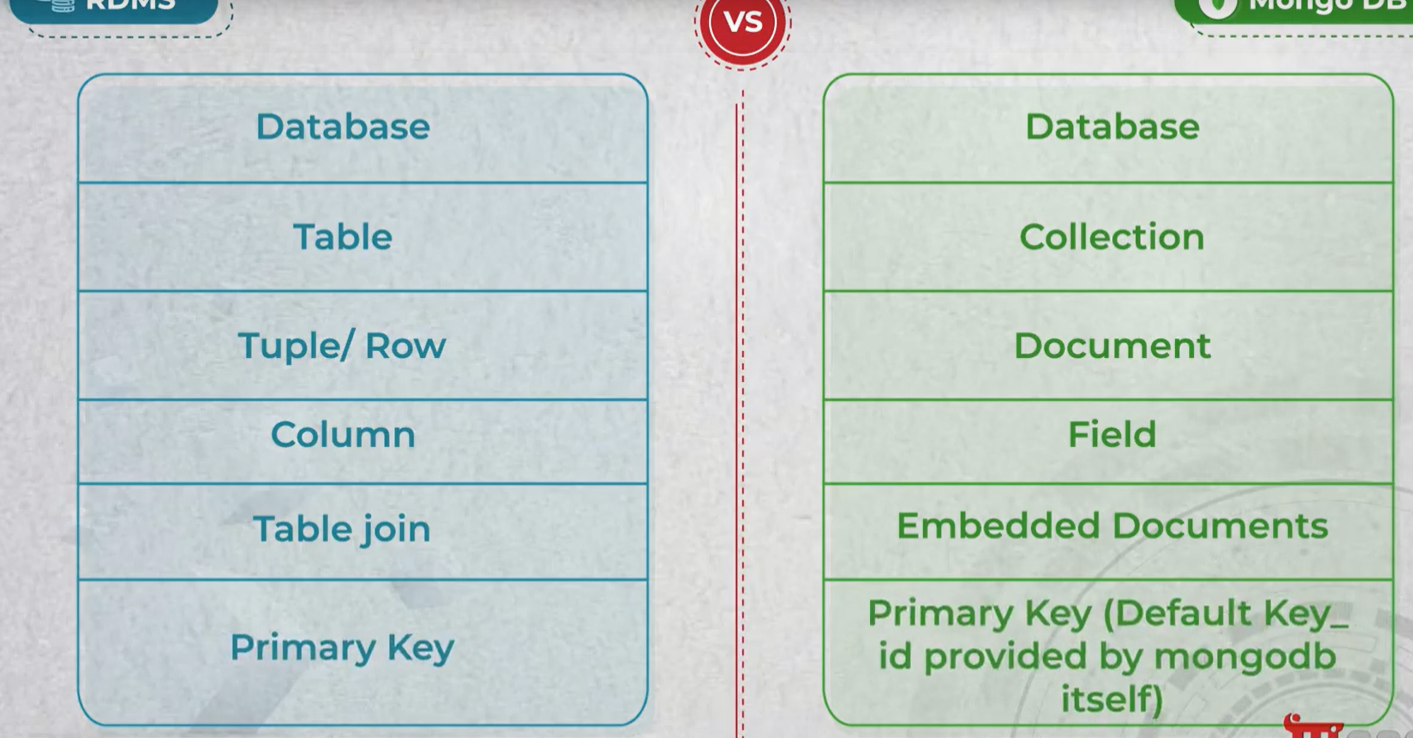 RDMS
VS
Mongo DB
Database
Database
Table
Collection
Tuple/ Row
Document
Column
Field
Table join
Embedded Documents
Primary Key
Primary Key (Default Key_
id provided by mongodb
itself)